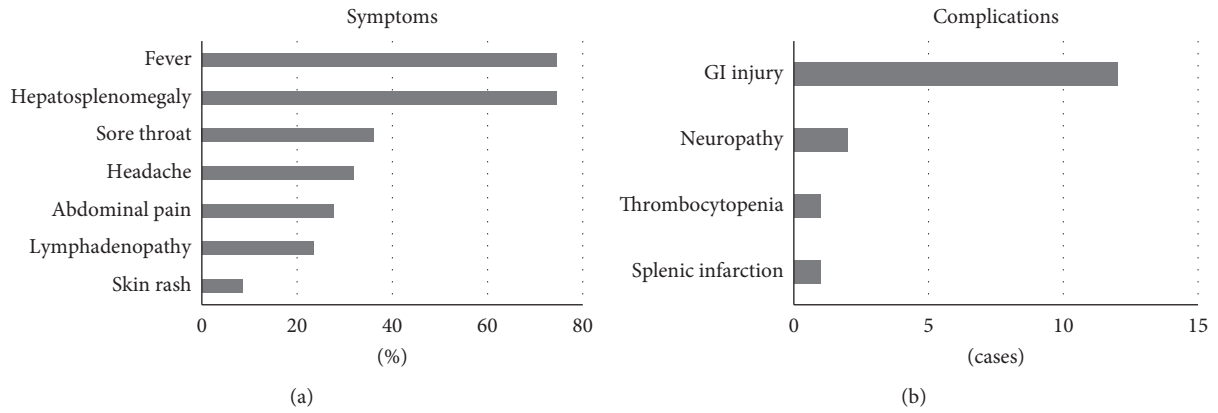 Symptoms
Fever
Hepatosplenomegaly
Sore throat
Headache
Abdominal pain
Lymphadenopathy
Skin rash
0 20 40 60 80
(%)
(a)
Complications
GI injury
Neuropathy
Thrombocytopenia
Splenic infarction
0 5 10 15
(cases)
(b)